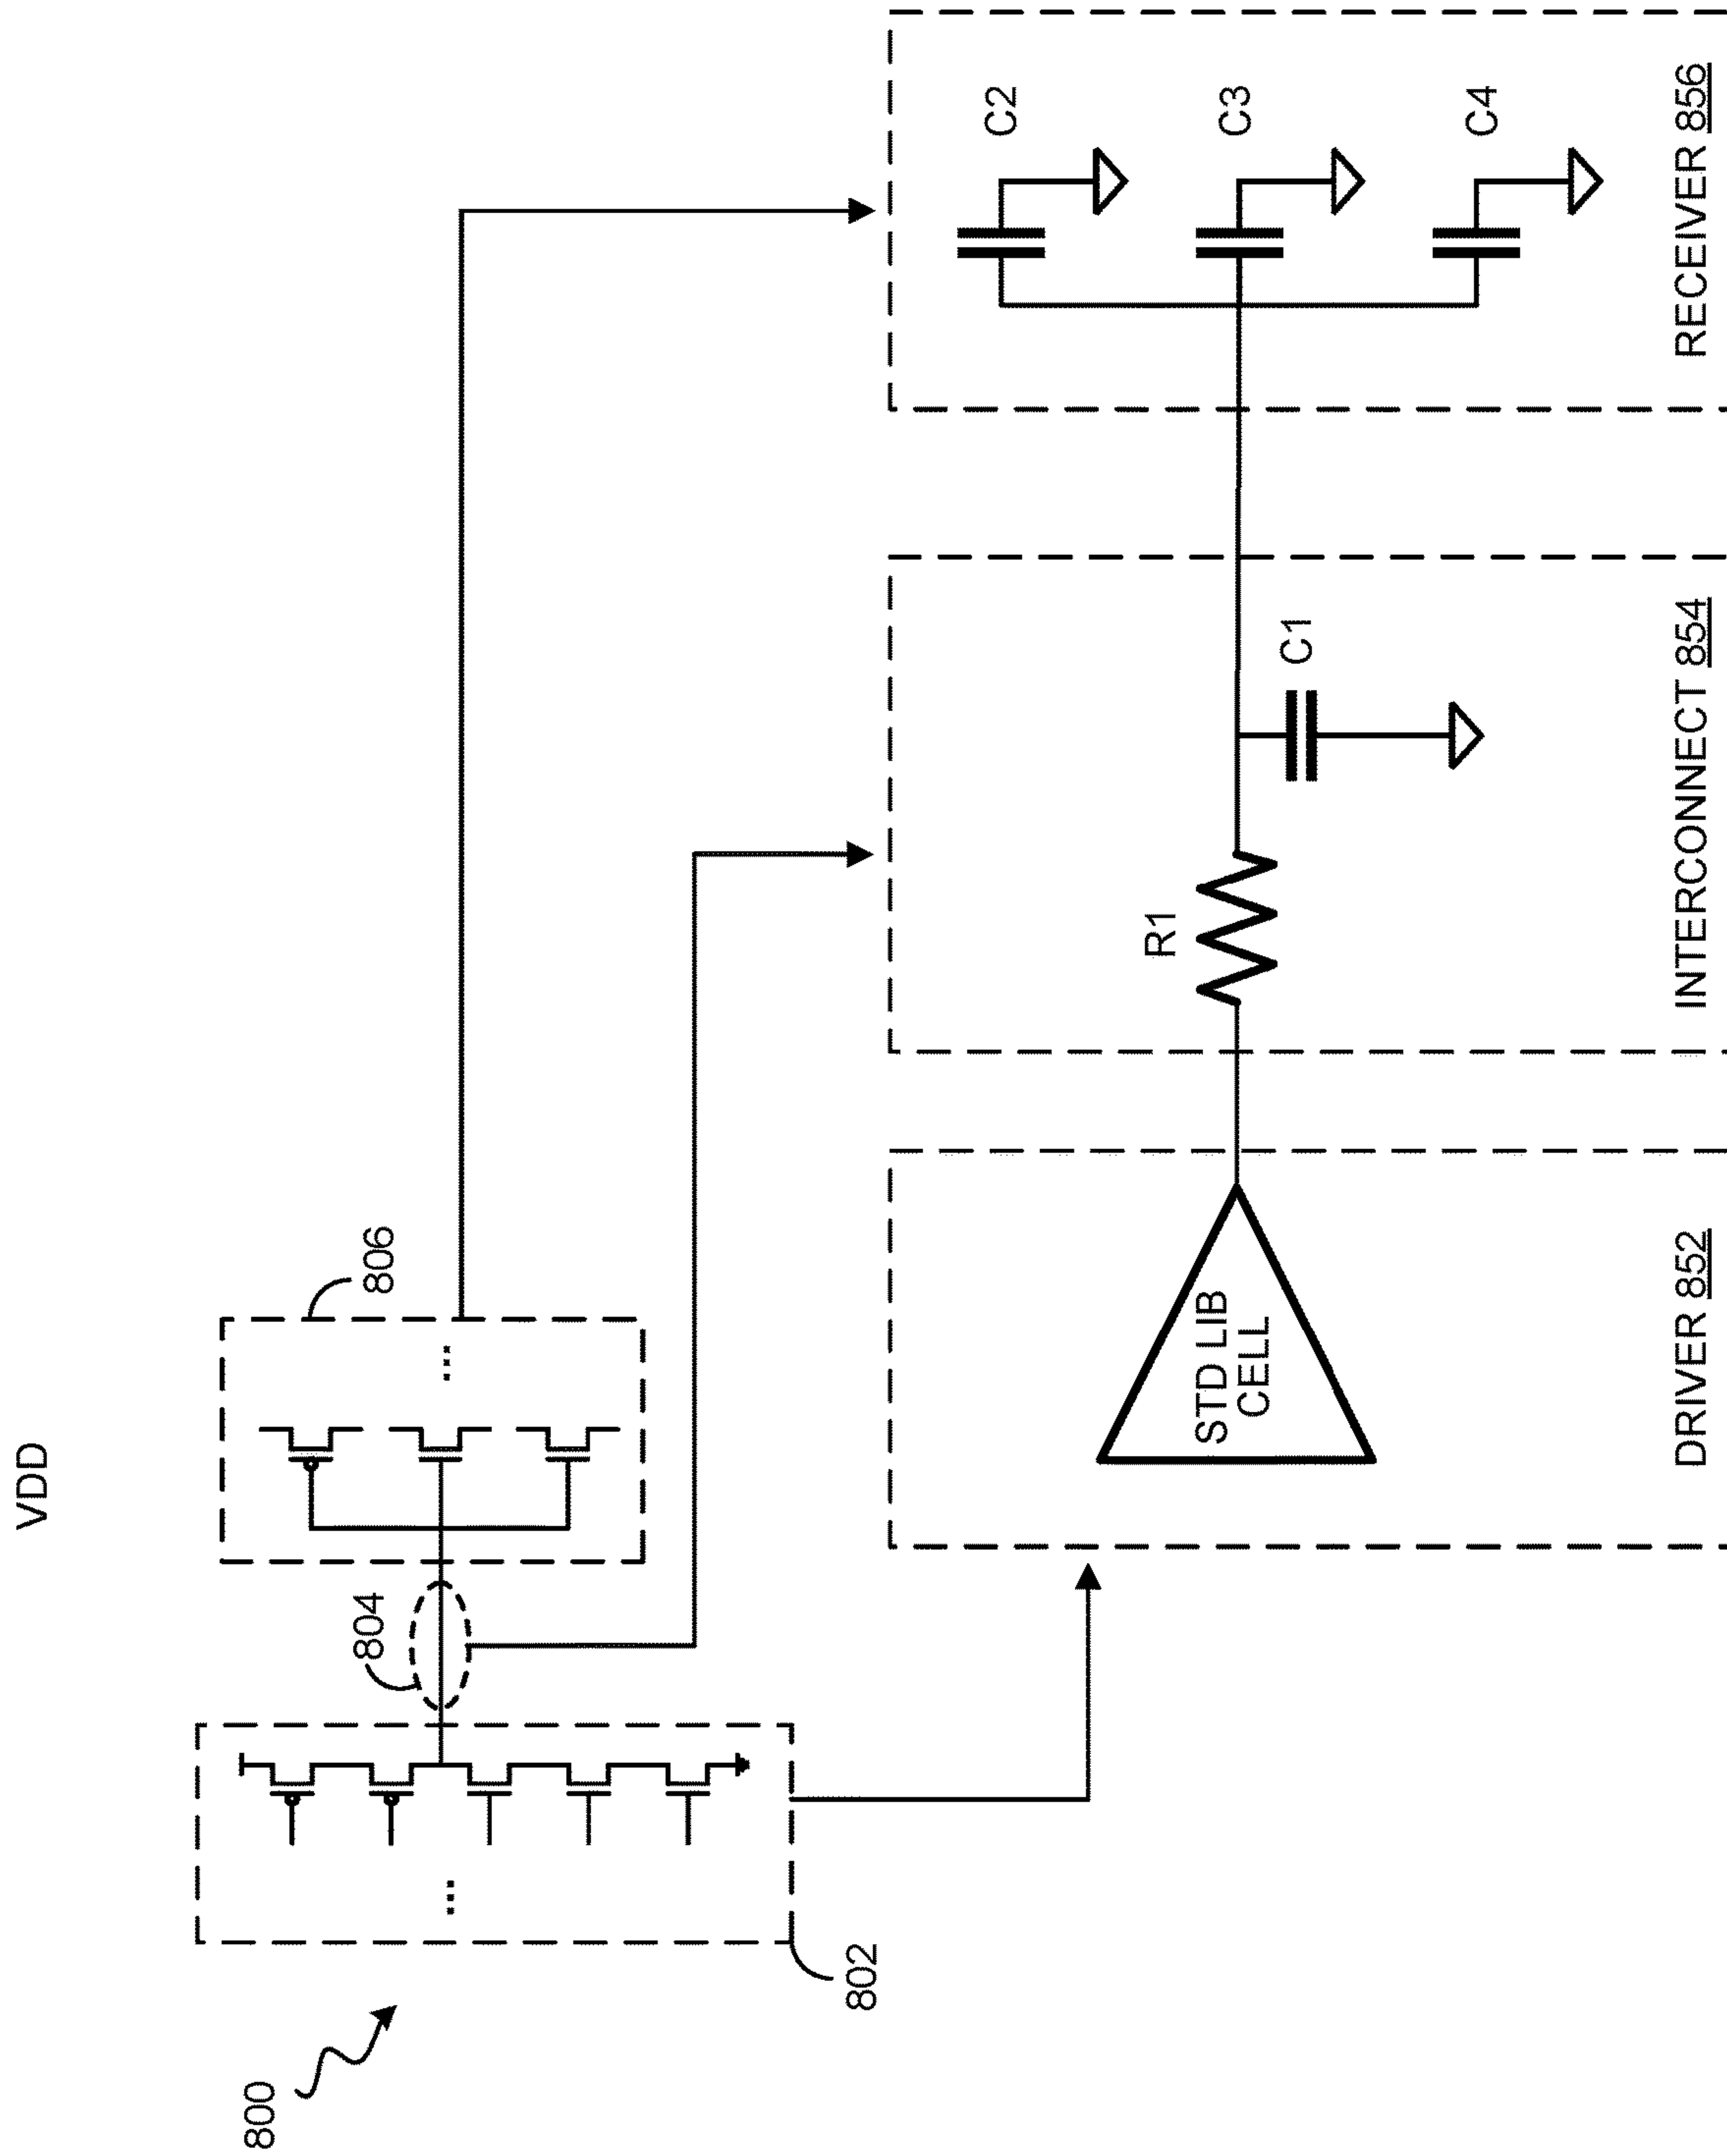 VDD
800
802
804
806
...
...
STD LIB
CELL
DRIVER 852
R1
C1
INTERCONNECT 854
C2
C3
C4
RECEIVER 856